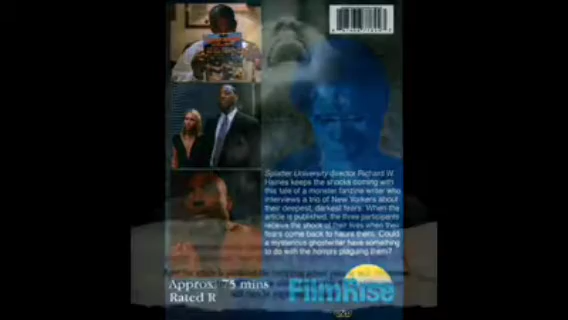 Splatter University director Richard W.
Haines keeps the shocks coming with
this tale of a monster fanzine writer who
interviews a trio of New Yorkers about
their deepest, darkest fears. When the
article is published, the three participants
receive the shock of their lives when their
fears come back to haunt them. Could
a mysterious ghostwriter have something
to do with the horrors plaguing them?
Approx. 75 mins
Rated R
FilmRise